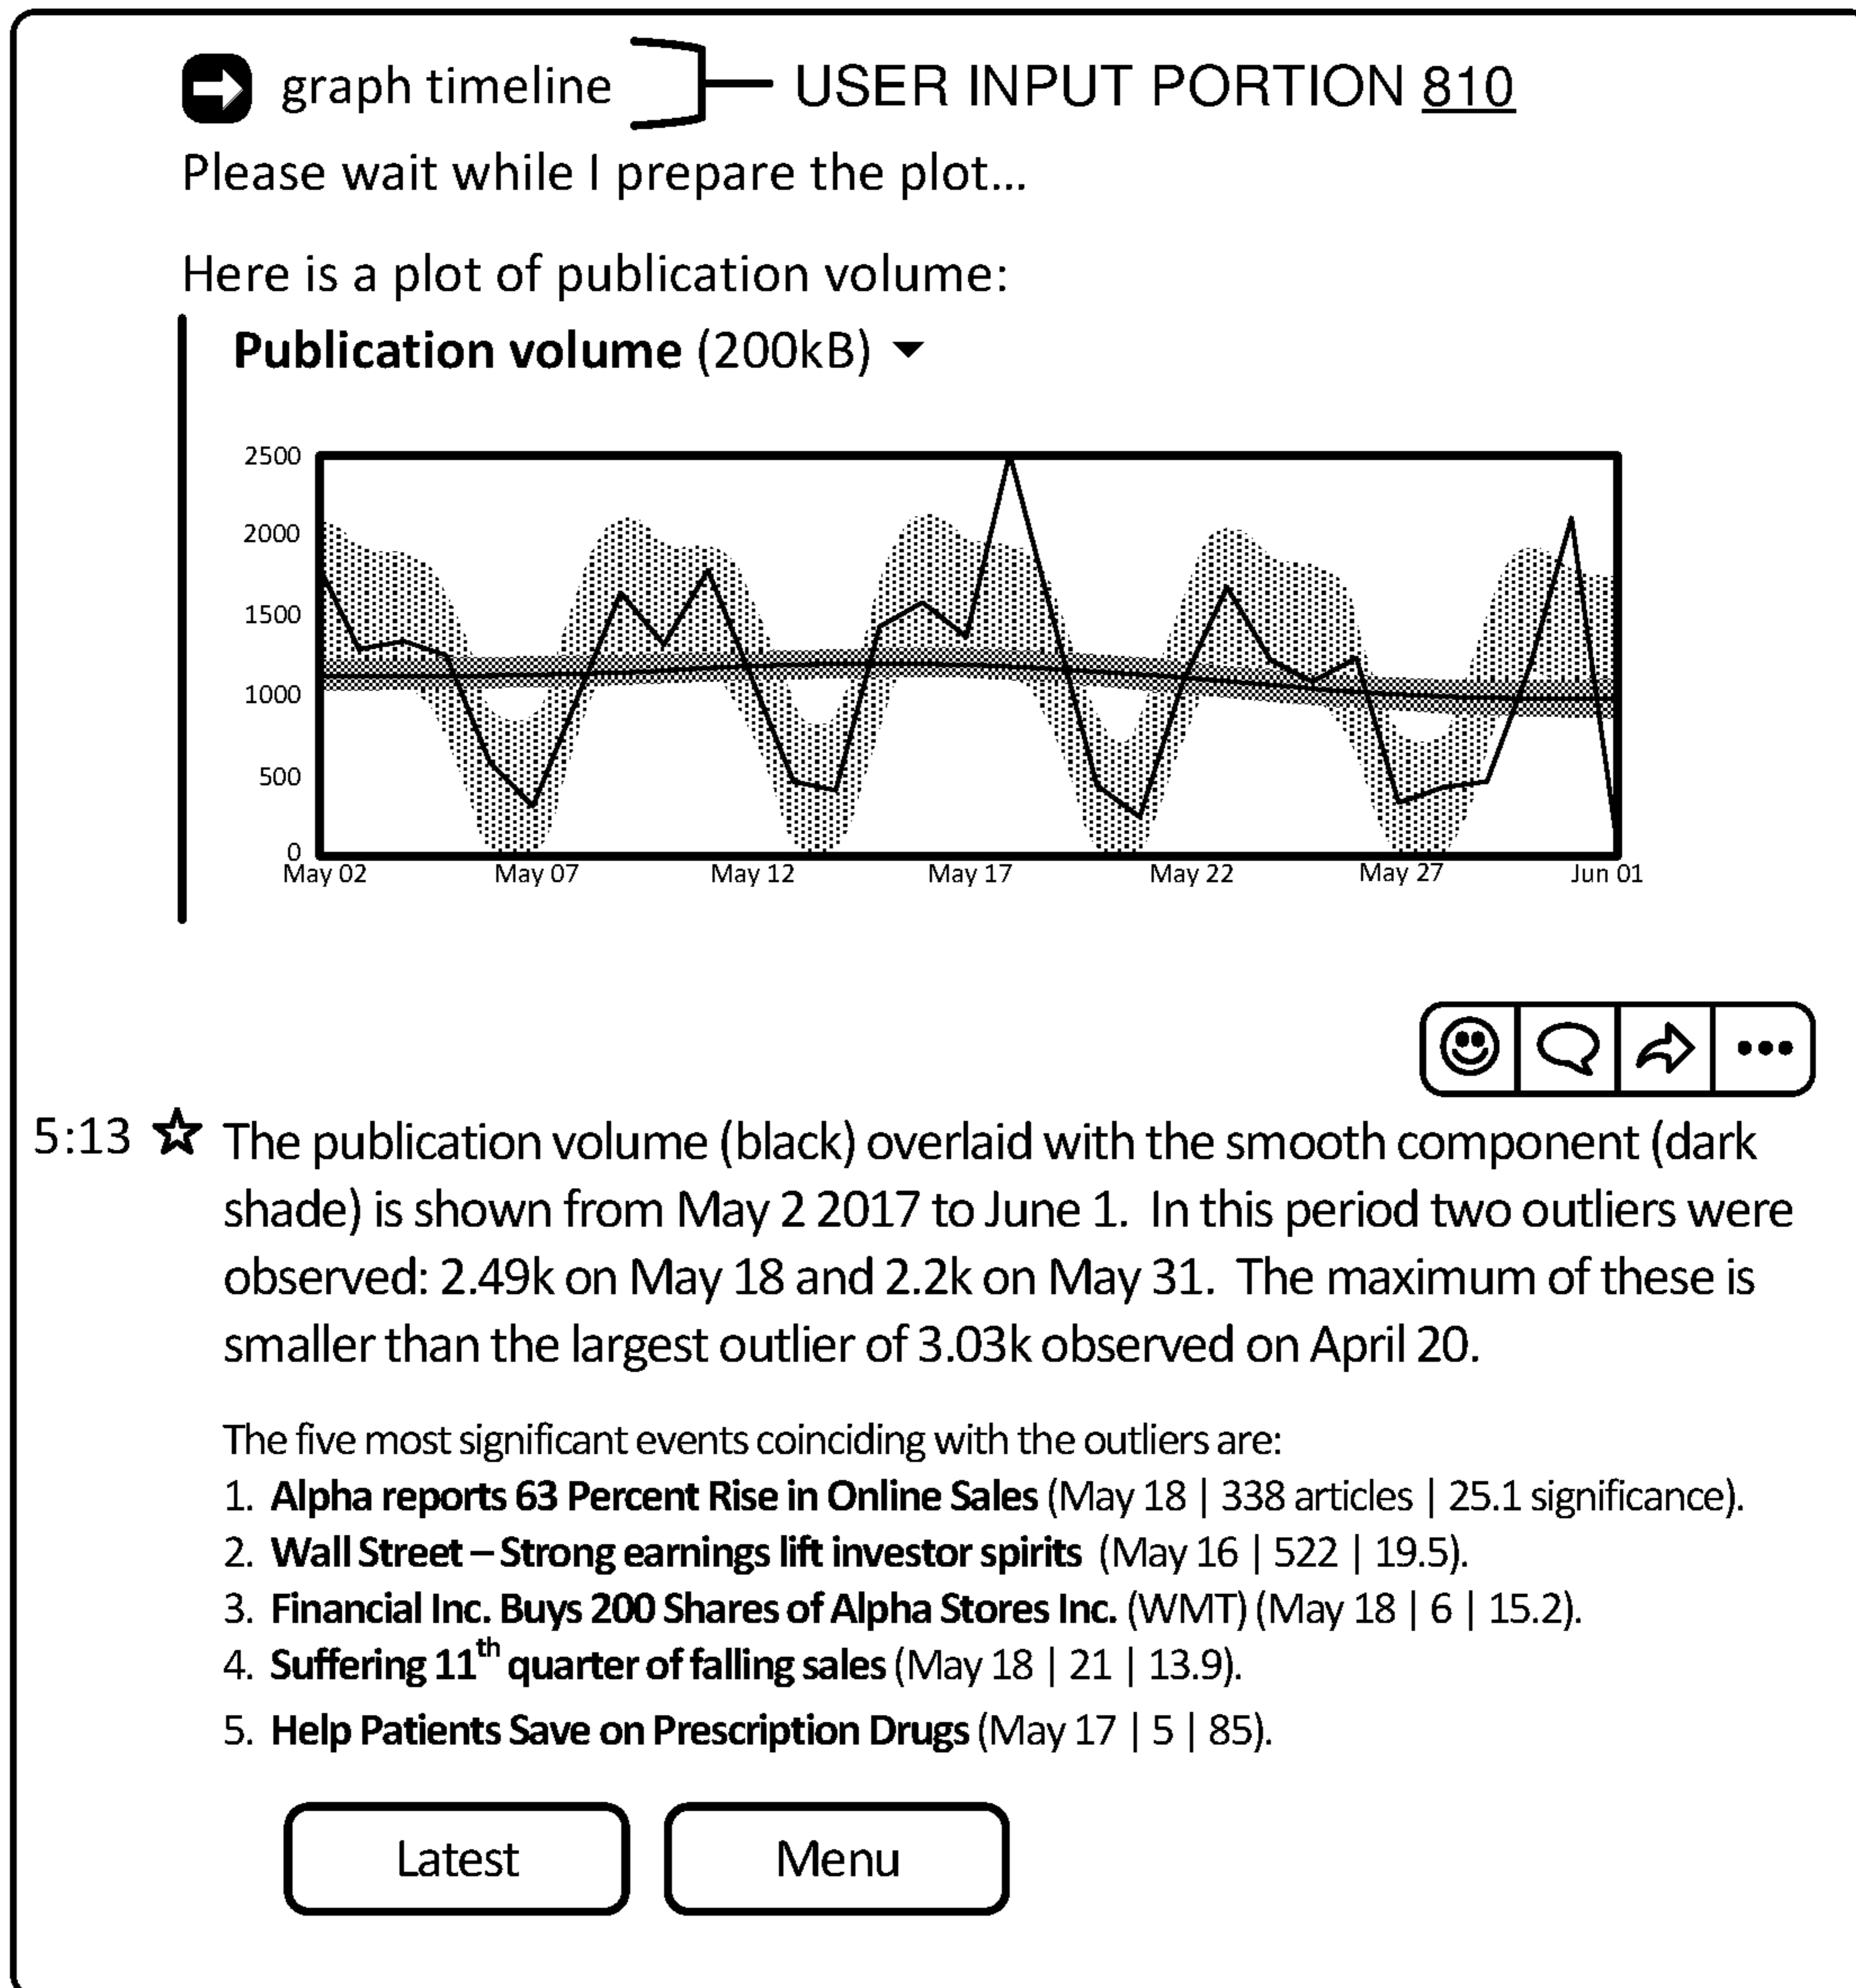 graph timeline
USER INPUT PORTION 810
Please wait while I prepare the plot...
Here is a plot of publication volume:
Publication volume (200kB)
2500
2000
1500
1000
500
0
May 02 May 07 May 12 May 17 May 22 May 27 Jun 01
5:13 The publication volume (black) overlaid with the smooth component (dark
shade) is shown from May 2 2017 to June 1. In this period two outliers were
observed: 2.49k on May 18 and 2.2k on May 31. The maximum of these is
smaller than the largest outlier of 3.03k observed on April 20.
The five most significant events coinciding with the outliers are:
1. Alpha reports 63 Percent Rise in Online Sales (May 18 | 338 articles | 25.1 significance).
2. Wall Street – Strong earnings lift investor spirits (May 16 | 522 | 19.5).
3. Financial Inc. Buys 200 Shares of Alpha Stores Inc. (WMT) (May 18 | 6 | 15.2).
4. Suffering 11th quarter of falling sales (May 18 | 21 | 13.9).
5. Help Patients Save on Prescription Drugs (May 17 | 5 | 85).
Latest
Menu